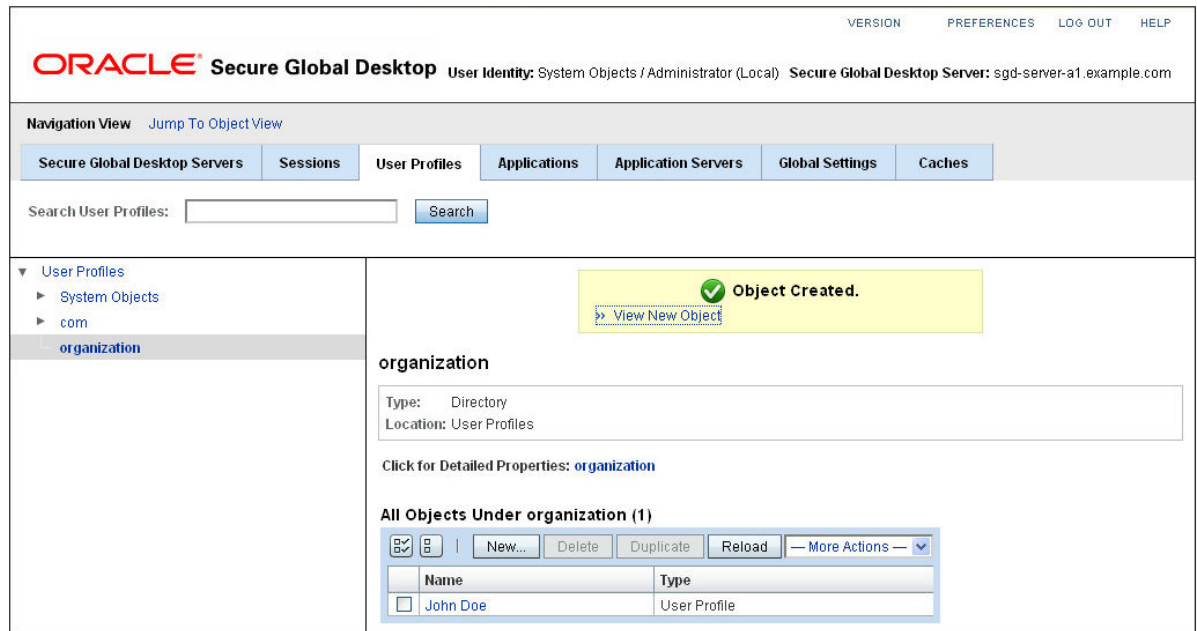 VERSION PREFERENCES LOG OUT HELP
ORACLE Secure Global Desktop User Identity: System Objects / Administrator (Local) Secure Global Desktop Server: sgd-server-a1.example.com
Navigation View Jump To Object View
Secure Global Desktop Servers Sessions User Profiles Applications Application Servers Global Settings Caches
Search User Profiles: Search
User Profiles
System Objects
com
organization
Object Created.
» View New Object
organization
Type: Directory
Location: User Profiles
Click for Detailed Properties: organization
All Objects Under organization (1)
New... Delete Duplicate Reload — More Actions —
Name Type
John Doe User Profile